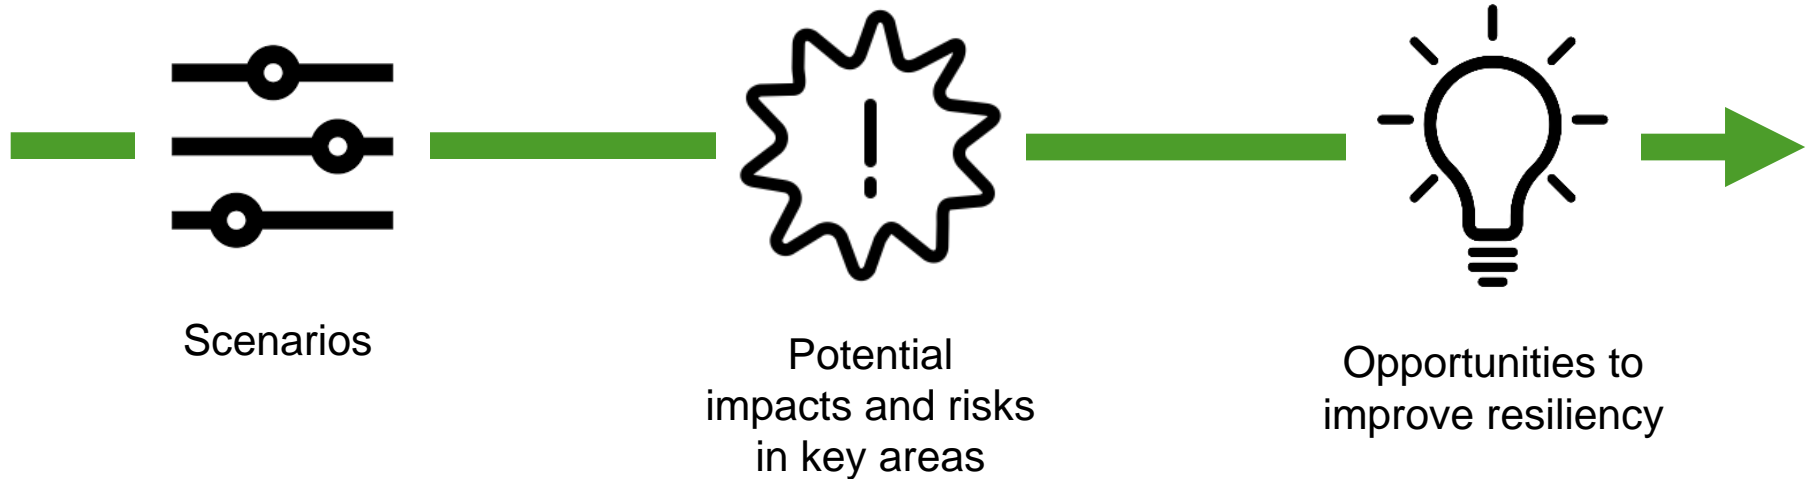 Scenarios
Potential
impacts and risks
in key areas
Opportunities to
improve resiliency